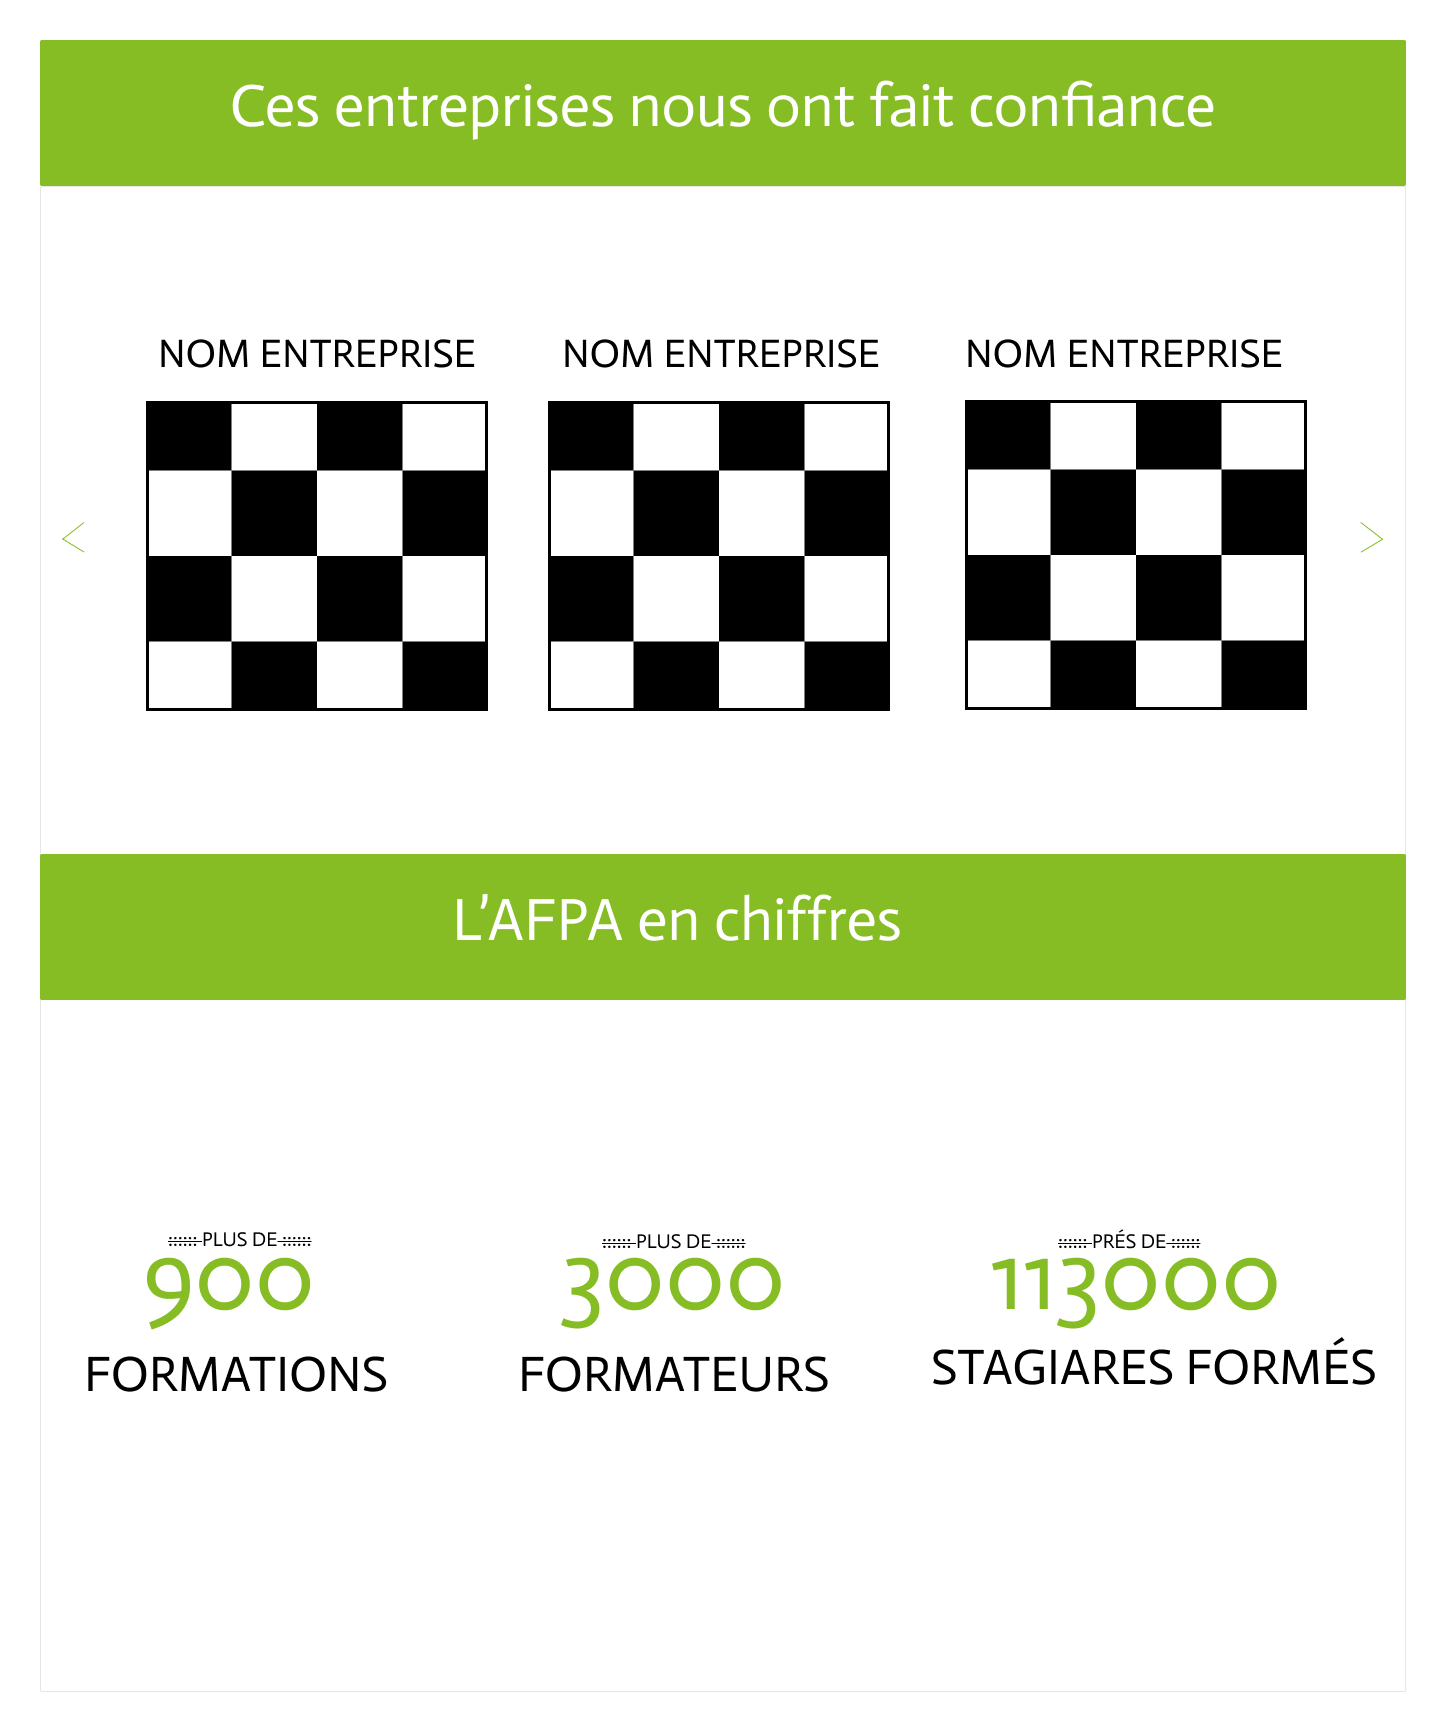 Ces entreprises nous ont fait confiance
NOM ENTREPRISE NOM ENTREPRISE NOM ENTREPRISE
< >
L’AFPA en chiffres
PLUS DE PLUS DE PRÉS DE
900 3000 113000
FORMATIONS FORMATEURS STAGIARES FORMÉS